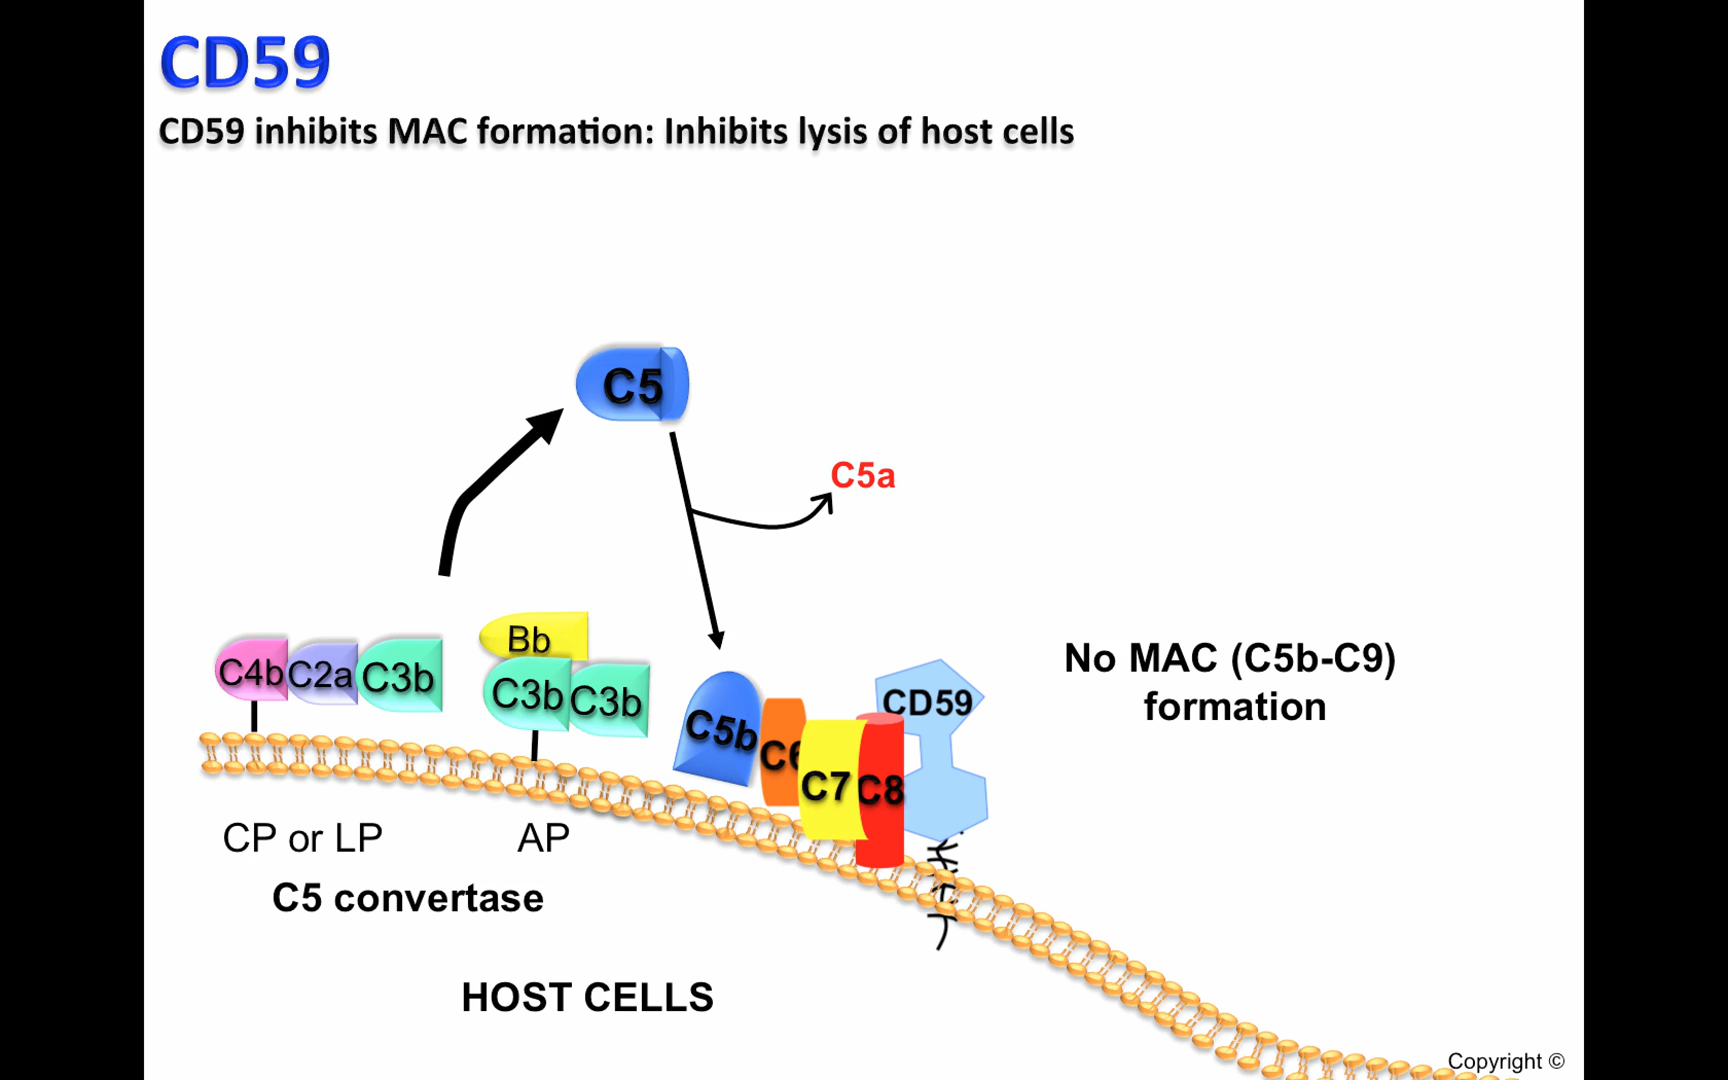 CD59
CD59 inhibits MAC formation: Inhibits lysis of host cells
C5
C5a
Bb
C4b C2a C3b
C3b C3b
C5b C6 C7 C8
CD59
No MAC (C5b-C9)
formation
CP or LP
AP
C5 convertase
HOST CELLS
Copyright ©